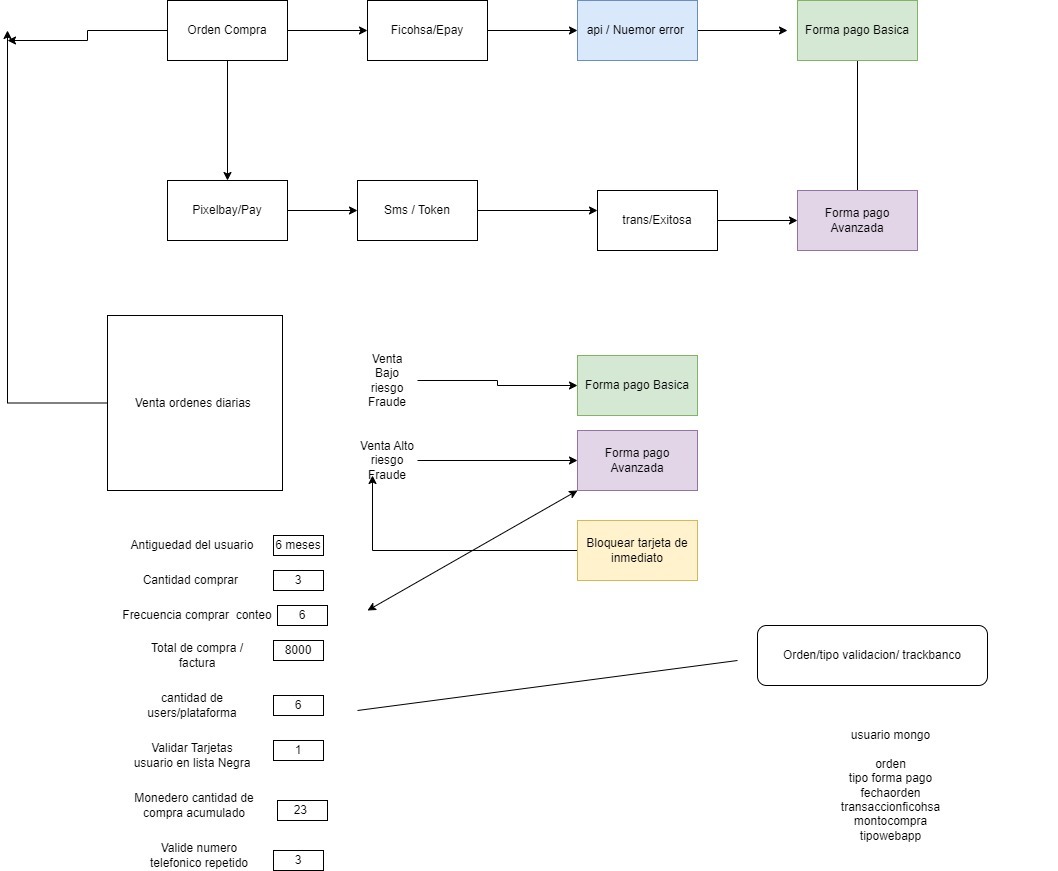 Orden Compra
Ficohsa/Epay
api / Nuemor error
Forma pago Basica
Pixelbay/Pay
Sms / Token
trans/Exitosa
Forma pago
Avanzada
Venta ordenes diarias
Venta
Bajo
riesgo
Fraude
Forma pago Basica
Venta Alto
riesgo
Fraude
Forma pago
Avanzada
Bloquear tarjeta de
inmediato
Antiguedad del usuario
6 meses
Cantidad comprar
3
Frecuencia comprar conteo
6
Total de compra /
factura
8000
cantidad de
users/plataforma
6
Validar Tarjetas
usuario en lista Negra
1
Monedero cantidad de
compra acumulado
23
Valide numero
telefonico repetido
3
Orden/tipo validacion/ trackbanco
usuario mongo
orden
tipo forma pago
fechaorden
transaccionficohsa
montocompra
tipowebapp